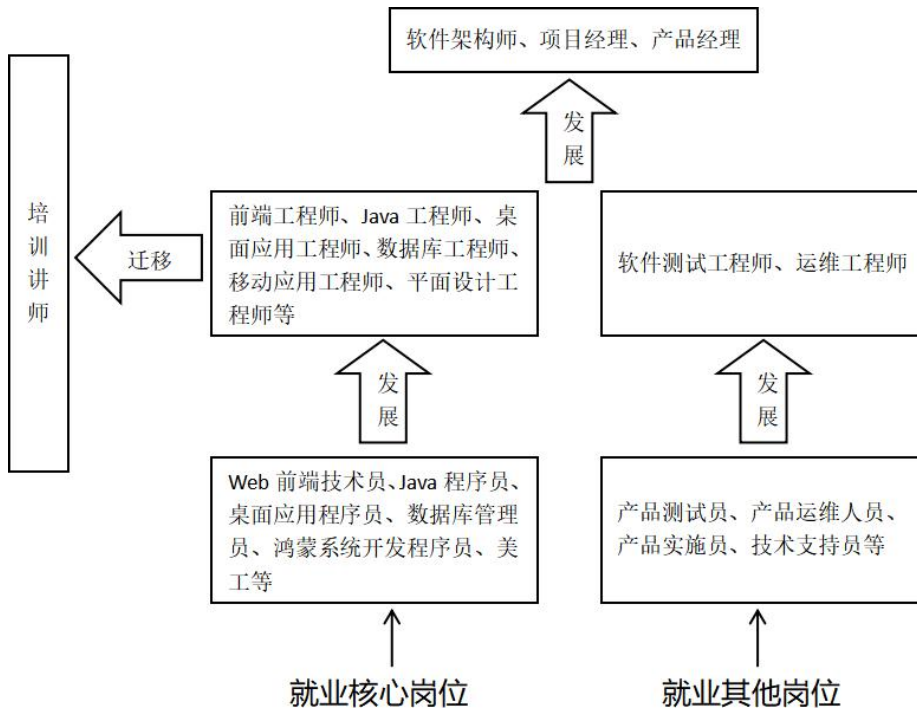 软件架构师、项目经理、产品经理
发
展
培
训
讲
师
迁移
前端工程师、Java 工程师、桌
面应用工程师、数据库工程师、
移动应用工程师、平面设计工
程师等
软件测试工程师、运维工程师
发
展
发
展
Web 前端技术员、Java 程序员、
桌面应用程序员、数据库管理
员、鸿蒙系统开发程序员、美
工等
产品测试员、产品运维人员、
产品实施员、技术支持员等
就业核心岗位
就业其他岗位